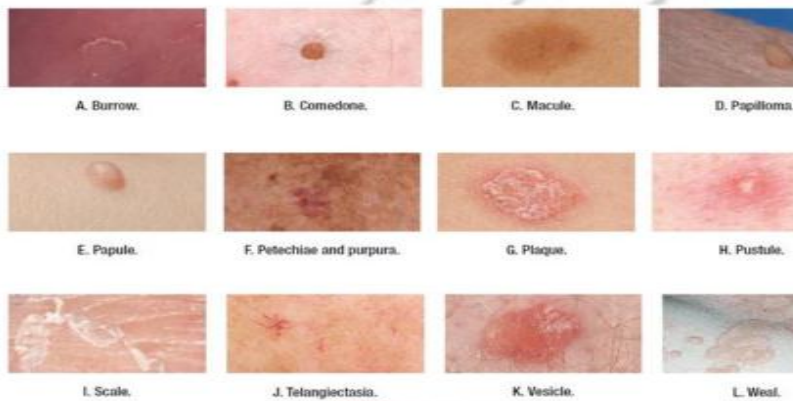 A. Burrow.
B. Comedone.
C. Macule.
D. Papilloma.
E. Papule.
F. Petechiae and purpura.
G. Plaque.
H. Pustule.
I. Scale.
J. Telangiectasia.
K. Vesicle.
L. Weal.